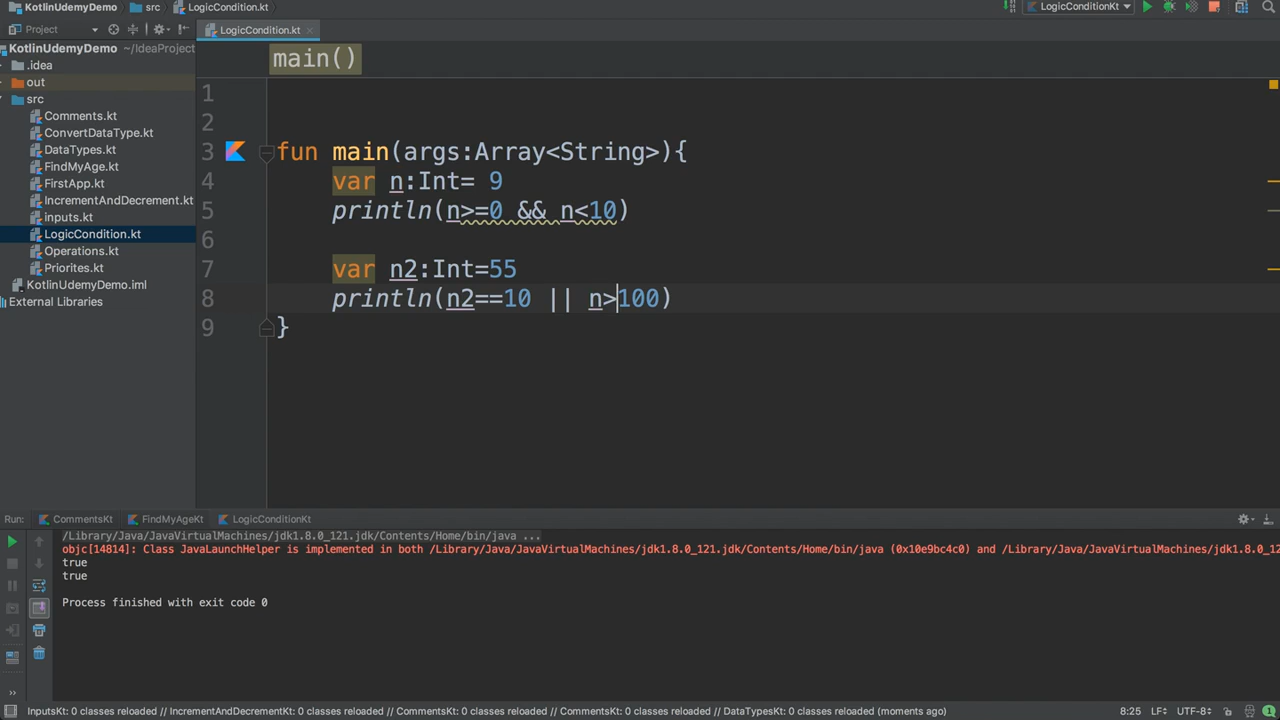 KotlinUdemyDemo src LogicCondition.kt LogicConditionKt
Project LogicCondition.kt
KotlinUdemyDemo ~/IdeaProject
.idea
out
src
Comments.kt
ConvertDataType.kt
DataTypes.kt
FindMyAge.kt
FirstApp.kt
IncrementAndDecrement.kt
inputs.kt
LogicCondition.kt
Operations.kt
Priorites.kt
KotlinUdemyDemo.iml
External Libraries
main()
1
2
3 fun main(args:Array<String>){
4 var n:Int= 9
5 println(n>=0 && n<10)
6
7 var n2:Int=55
8 println(n2==10 || n>100)
9 }
Run: CommentsKt FindMyAgeKt LogicConditionKt
/Library/Java/JavaVirtualMachines/jdk1.8.0_121.jdk/Contents/Home/bin/java ...
objc[14814]: Class JavaLaunchHelper is implemented in both /Library/Java/JavaVirtualMachines/jdk1.8.0_121.jdk/Contents/Home/bin/java (0x10e9bc4c0) and /Library/Java/JavaVirtualMachines/jdk1.8.0_12
true
true
Process finished with exit code 0
InputsKt: 0 classes reloaded // IncrementAndDecrementKt: 0 classes reloaded // CommentsKt: 0 classes reloaded // CommentsKt: 0 classes reloaded // DataTypesKt: 0 classes reloaded (moments ago) 8:25 LF÷ UTF-8÷ 1